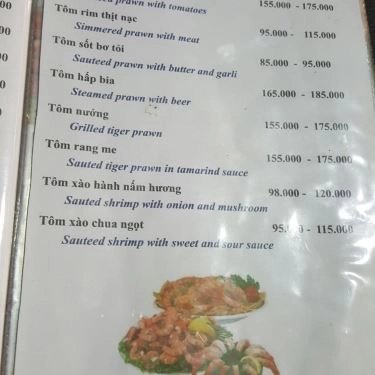 prawn with tomatoes 155.000 - 175.000
Tôm rim thịt nạc
Simmered prawn with meat 95.000 - 115.000
Tôm sốt bơ tỏi
Sauteed prawn with butter and garli 85.000 - 95.000
Tôm hấp bia
Steamed prawn with beer 165.000 - 185.000
Tôm nướng
Grilled tiger prawn 155.000 - 175.000
Tôm rang me
Sauted tiger prawn in tamarind sauce 155.000 - 175.000
Tôm xào hành nấm hương 98.000 - 120.000
Sauted shrimp with onion and mushroom
Tôm xào chua ngọt 95.000 - 115.000
Sauteed shrimp with sweet and sour sauce